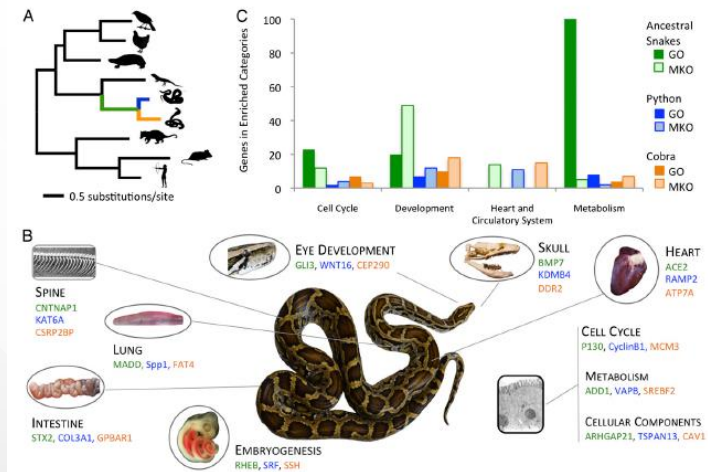 A
0.5 substitutions/site
C
Genes in Enriched Categories
100
80
60
40
20
0
Cell Cycle
Development
Heart and
Circulatory System
Metabolism
Ancestral
Snakes
GO
MKO
Python
GO
MKO
Cobra
GO
MKO
B
SPINE
CNTNAP1
KAT6A
CSRP2BP
EYE DEVELOPMENT
GLI3, WNT16, CEP290
SKULL
BMP7
KDMB4
DDR2
HEART
ACE2
RAMP2
ATP7A
LUNG
MADD, Spp1, FAT4
INTESTINE
STX2, COL3A1, GPBAR1
EMBRYOGENESIS
RHEB, SRF, SSH
CELL CYCLE
P130, CyclinB1, MCM3
METABOLISM
ADD1, VAPB, SREBF2
CELLULAR COMPONENTS
ARHGAP21, TSPAN13, CAV1